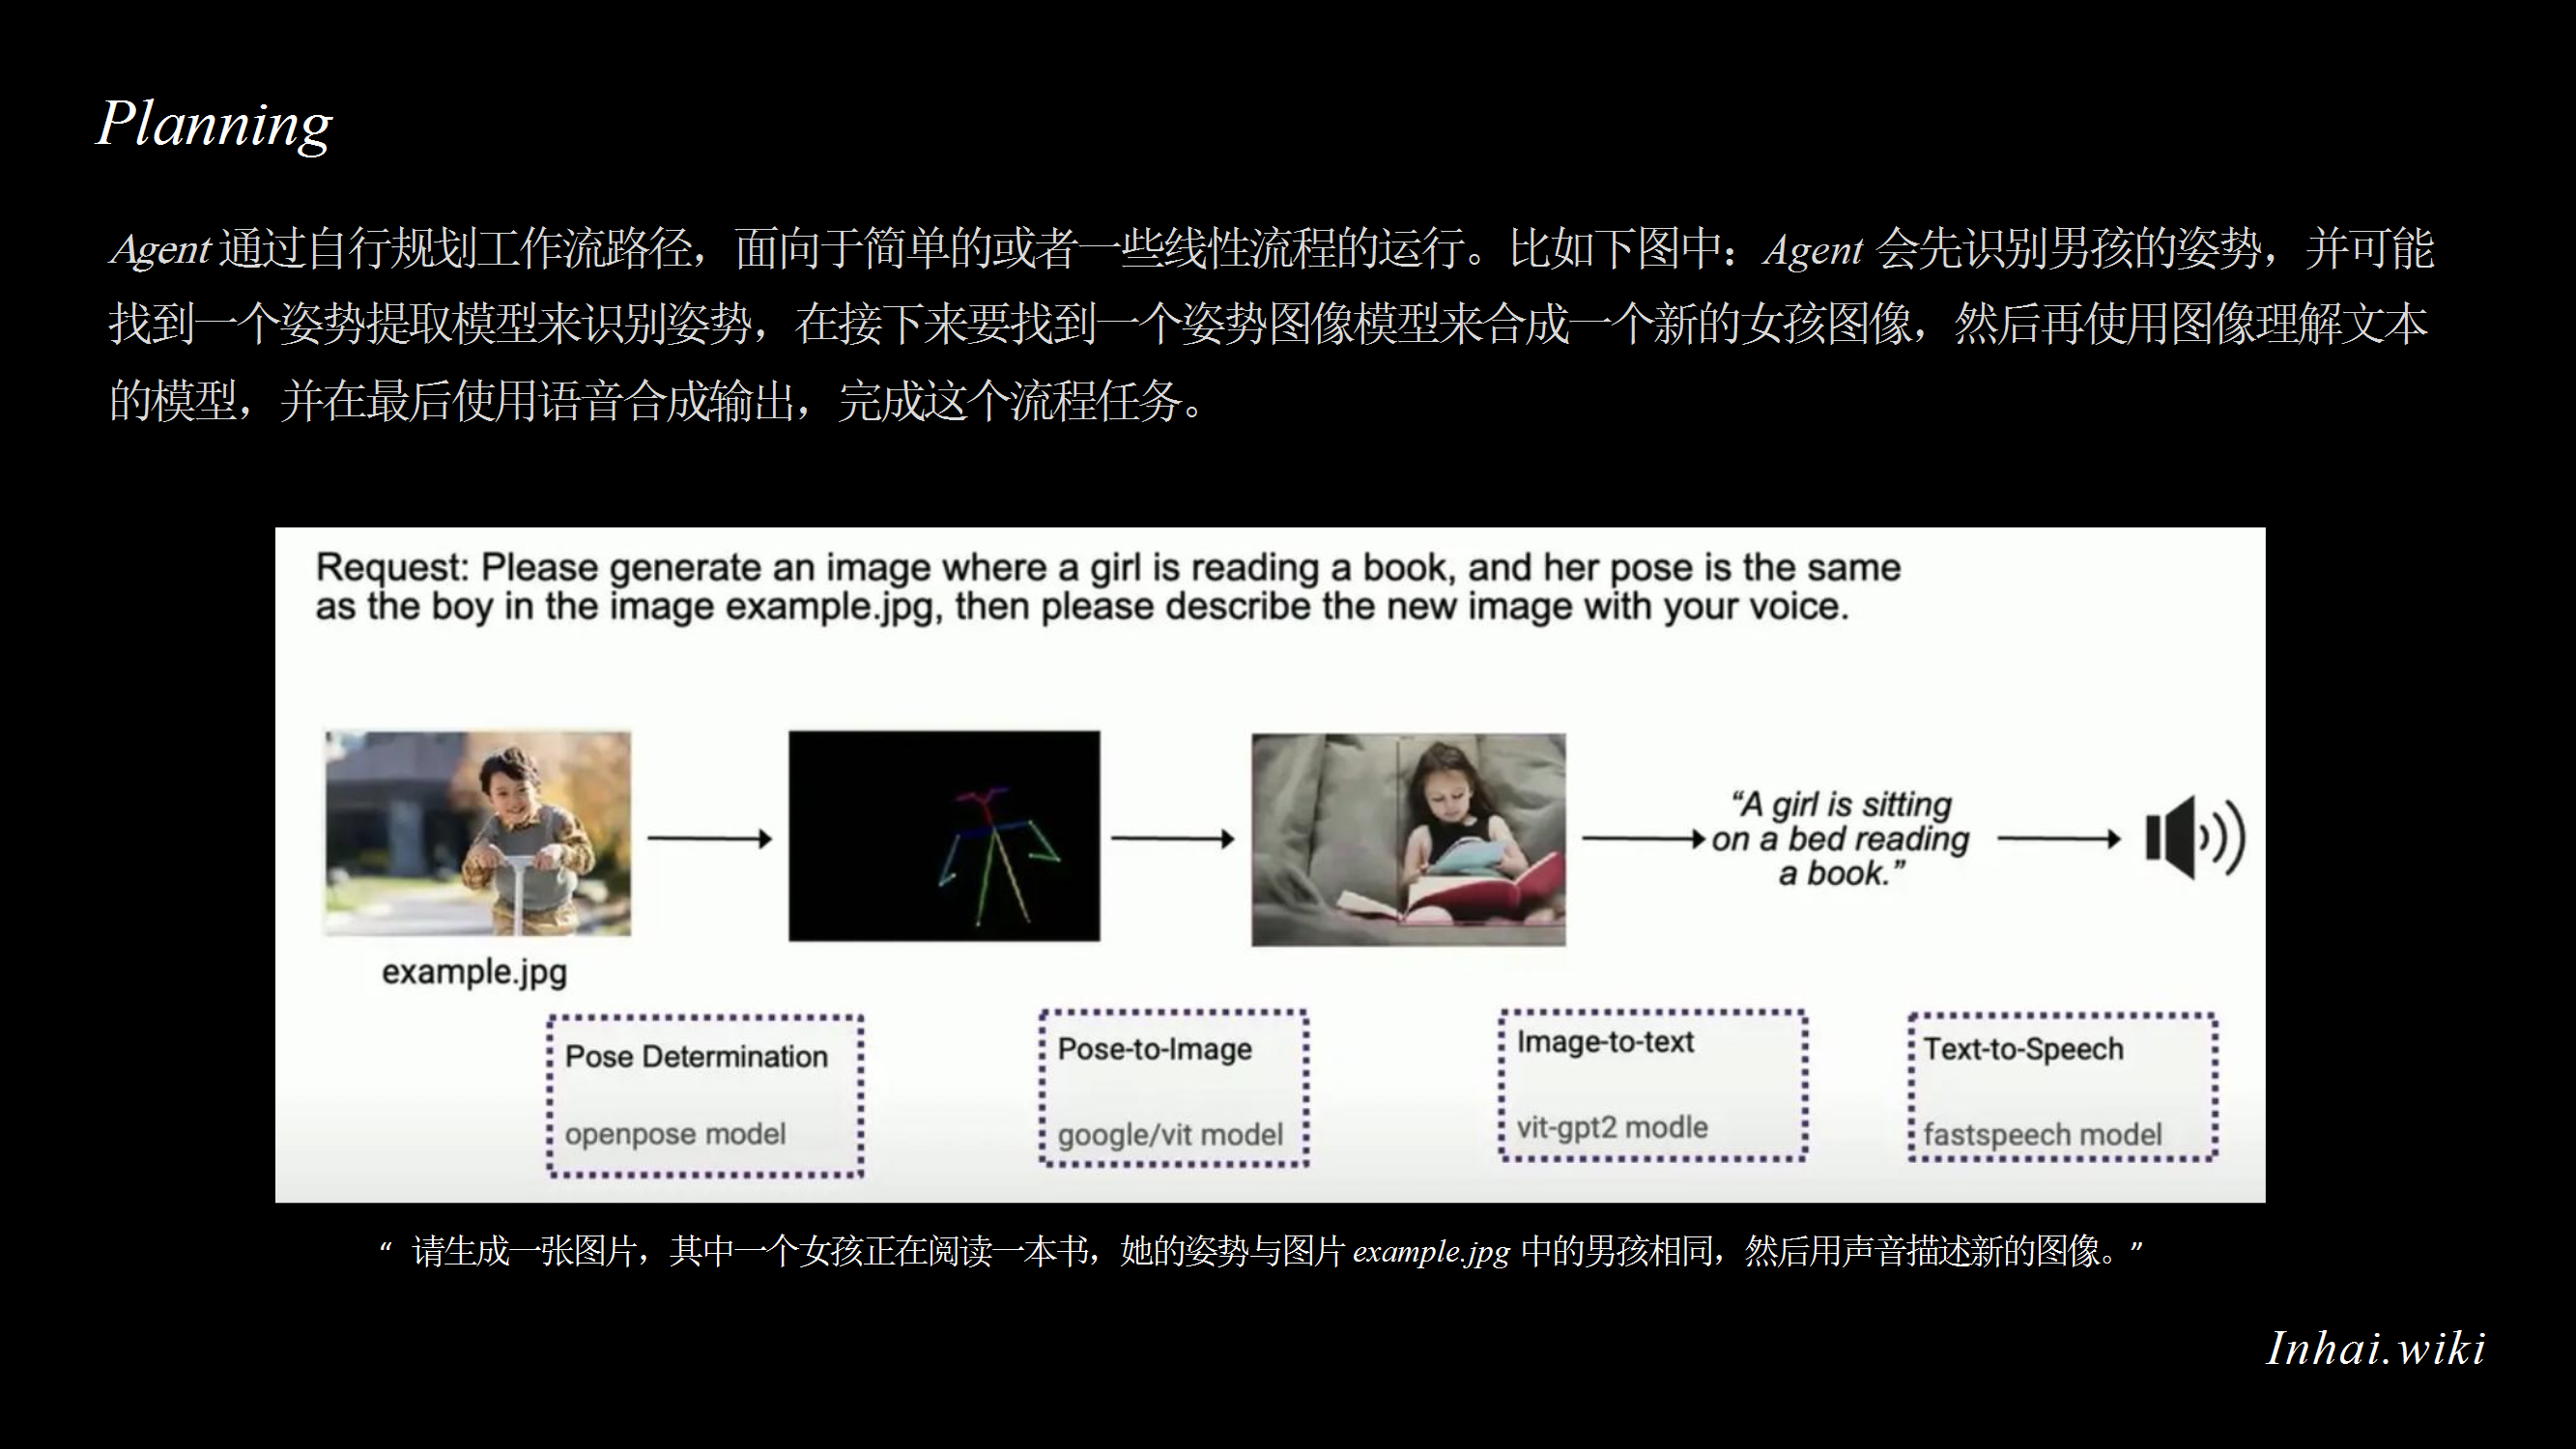 Planning
Agent 通过自行规划工作流路径，面向于简单的或者一些线性流程的运行。比如下图中：Agent 会先识别男孩的姿势，并可能
找到一个姿势提取模型来识别姿势，在接下来要找到一个姿势图像模型来合成一个新的女孩图像，然后再使用图像理解文本
的模型，并在最后使用语音合成输出，完成这个流程任务。
Request: Please generate an image where a girl is reading a book, and her pose is the same
as the boy in the image example.jpg, then please describe the new image with your voice.
“A girl is sitting
on a bed reading
a book.”
example.jpg
Pose Determination
openpose model
Pose-to-Image
google/vit model
Image-to-text
vit-gpt2 modle
Text-to-Speech
fastspeech model
“ 请生成一张图片，其中一个女孩正在阅读一本书，她的姿势与图片 example.jpg 中的男孩相同，然后用声音描述新的图像。”
Inhai.wiki